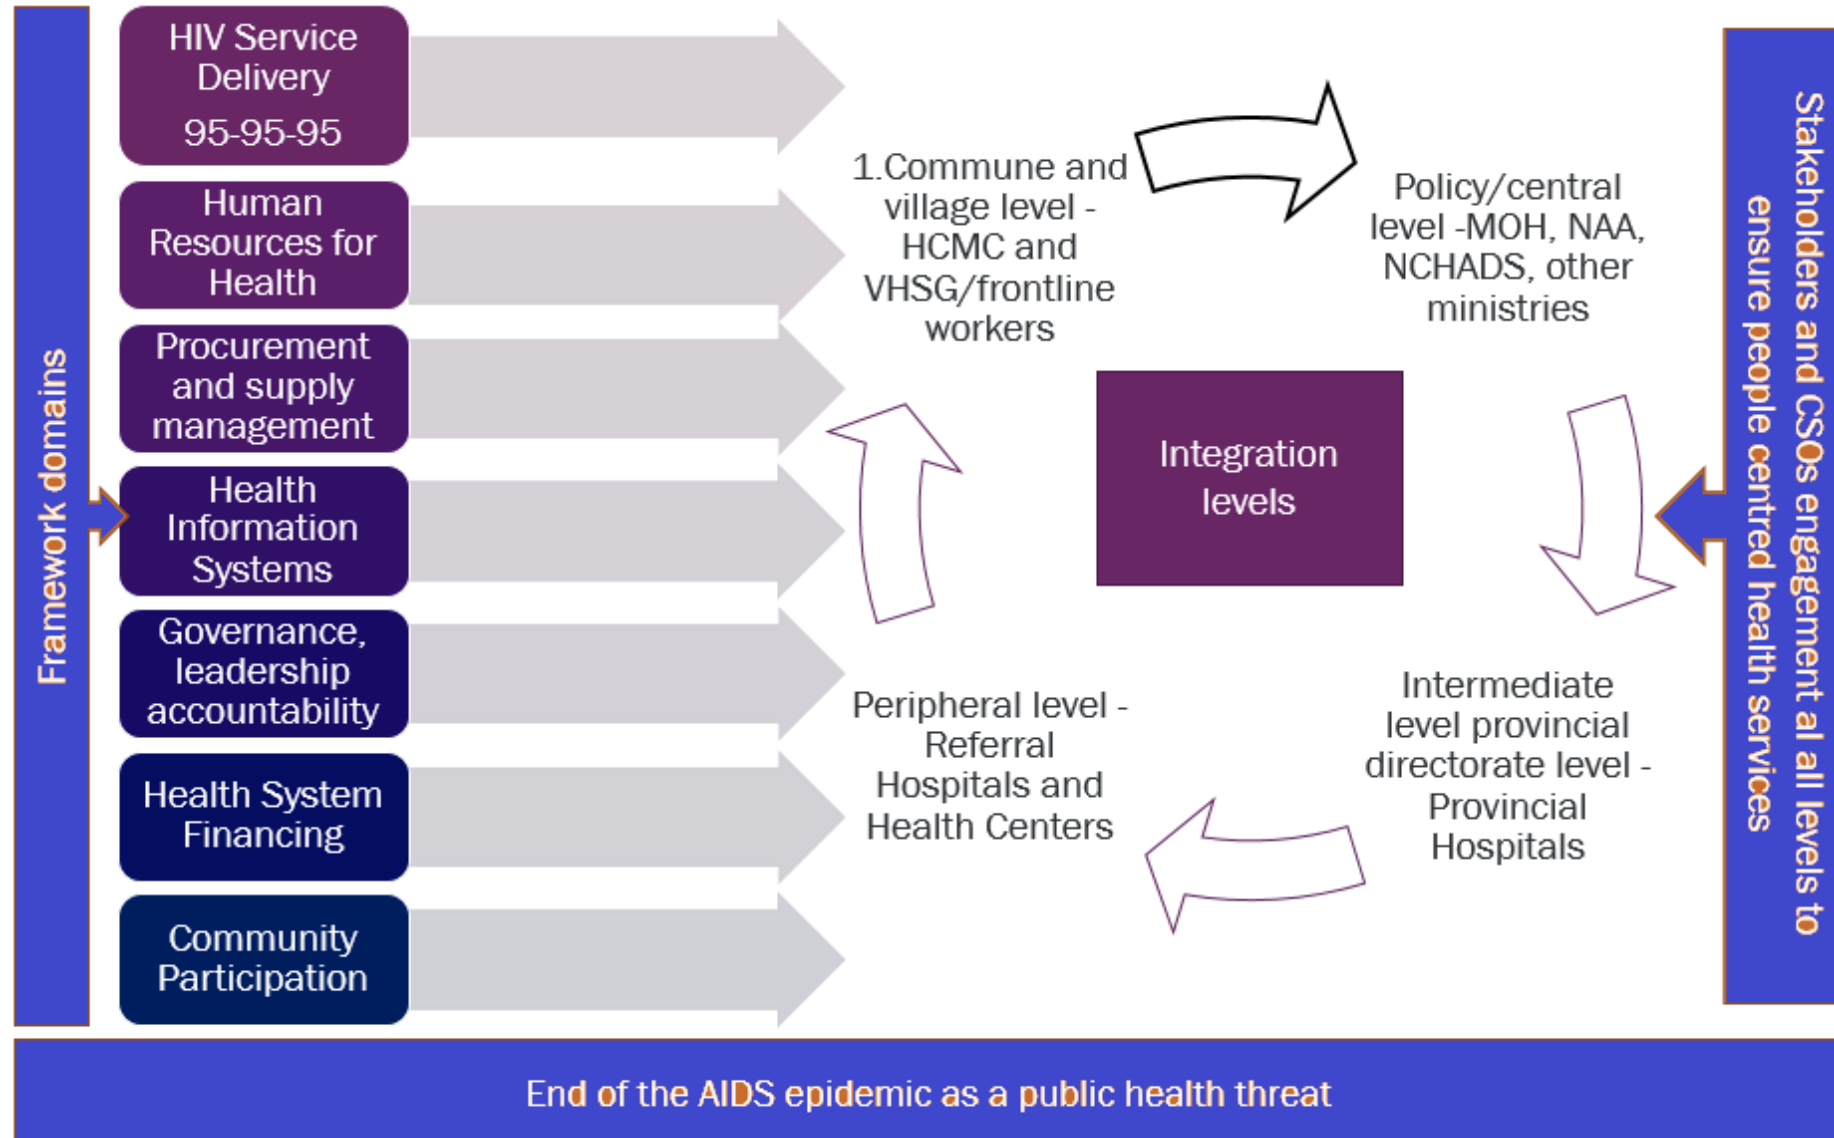 Framework domains
HIV Service
Delivery
95-95-95
Human
Resources for
Health
Procurement
and supply
management
Health
Information
Systems
Governance,
leadership
accountability
Health System
Financing
Community
Participation
1.Commune and
village level -
HCMC and
VHSG/frontline
workers
Policy/central
level -MOH, NAA,
NCHADS, other
ministries
Integration
levels
Peripheral level -
Referral
Hospitals and
Health Centers
Intermediate
level provincial
directorate level -
Provincial
Hospitals
Stakeholders and CSOs engagement al all levels to
ensure people centred health services
End of the AIDS epidemic as a public health threat